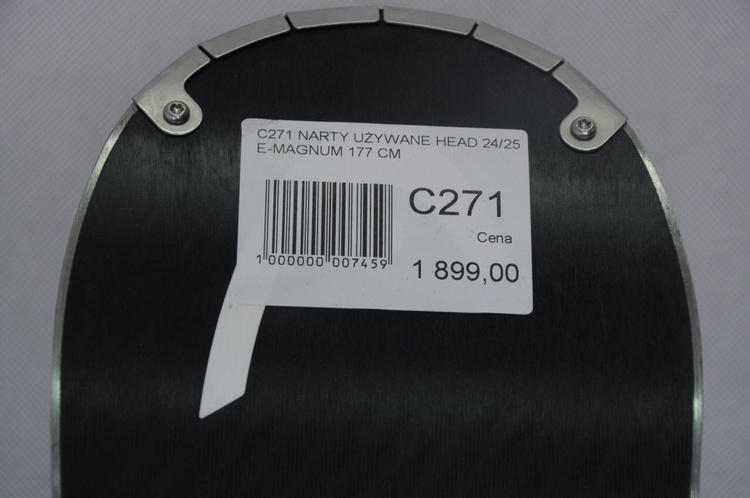 C271 NARTY UŻYWANE HEAD 24/25
E-MAGNUM 177 CM
C271
Cena
1 899,00
1 000000 007459